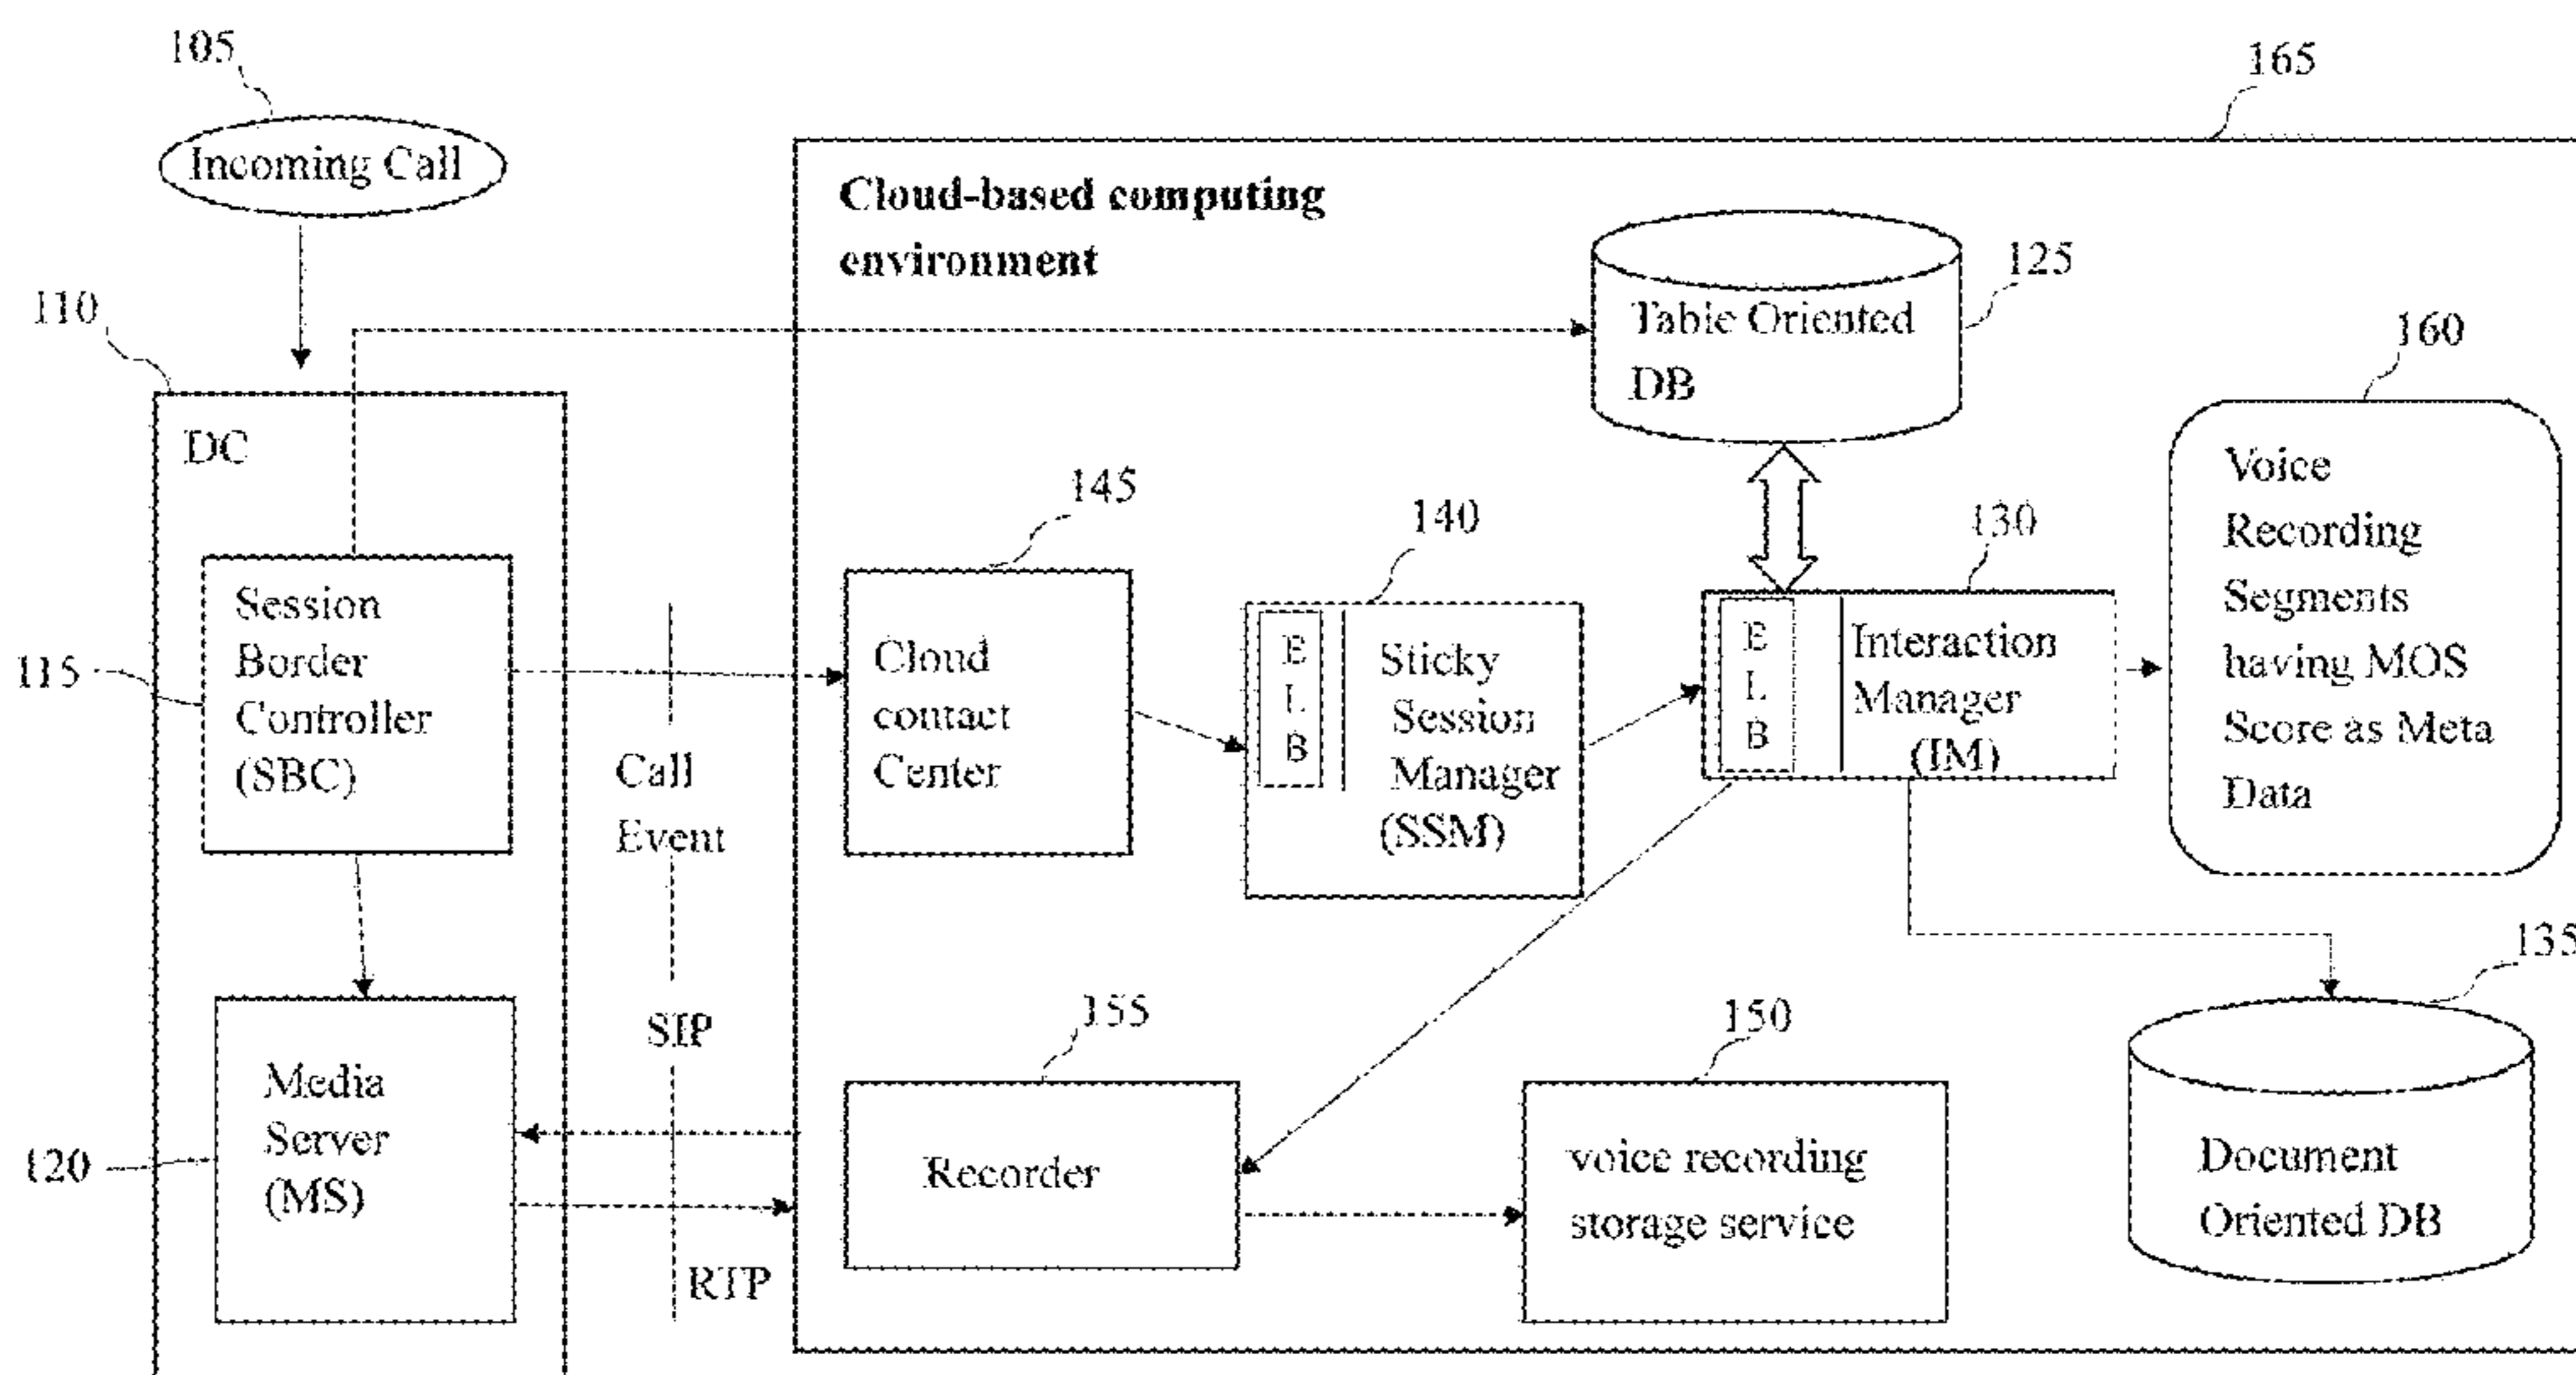 105
165
Incoming Call
Cloud-based computing
environment
125
110
Table Oriented
DB
160
DC
145
140
130
Voice
Recording
Segments
having MOS
Score as Meta
Data
Session
Border
Controller
(SBC)
115
Cloud
contact
Center
E
L
B
Sticky
Session
Manager
(SSM)
E
L
B
Interaction
Manager
(IM)
Call
Event
135
SIP
155
150
Media
Server
(MS)
120
Recorder
voice recording
storage service
Document
Oriented DB
RTP